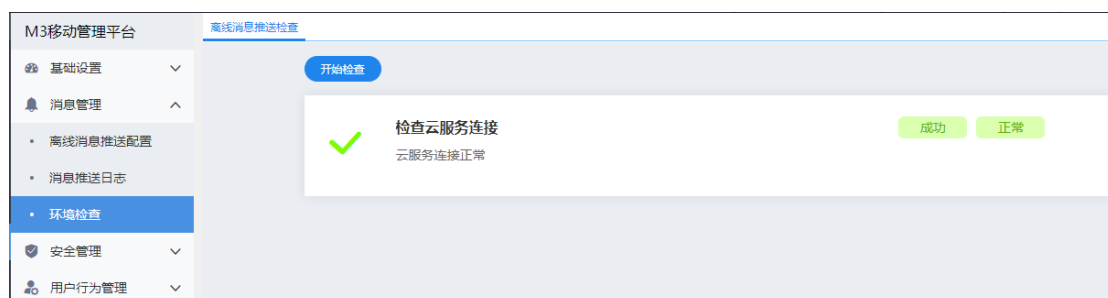 M3移动管理平台
离线消息推送检查
基础设置
开始检查
消息管理
检查云服务连接
成功
正常
离线消息推送配置
云服务连接正常
消息推送日志
环境检查
安全管理
用户行为管理